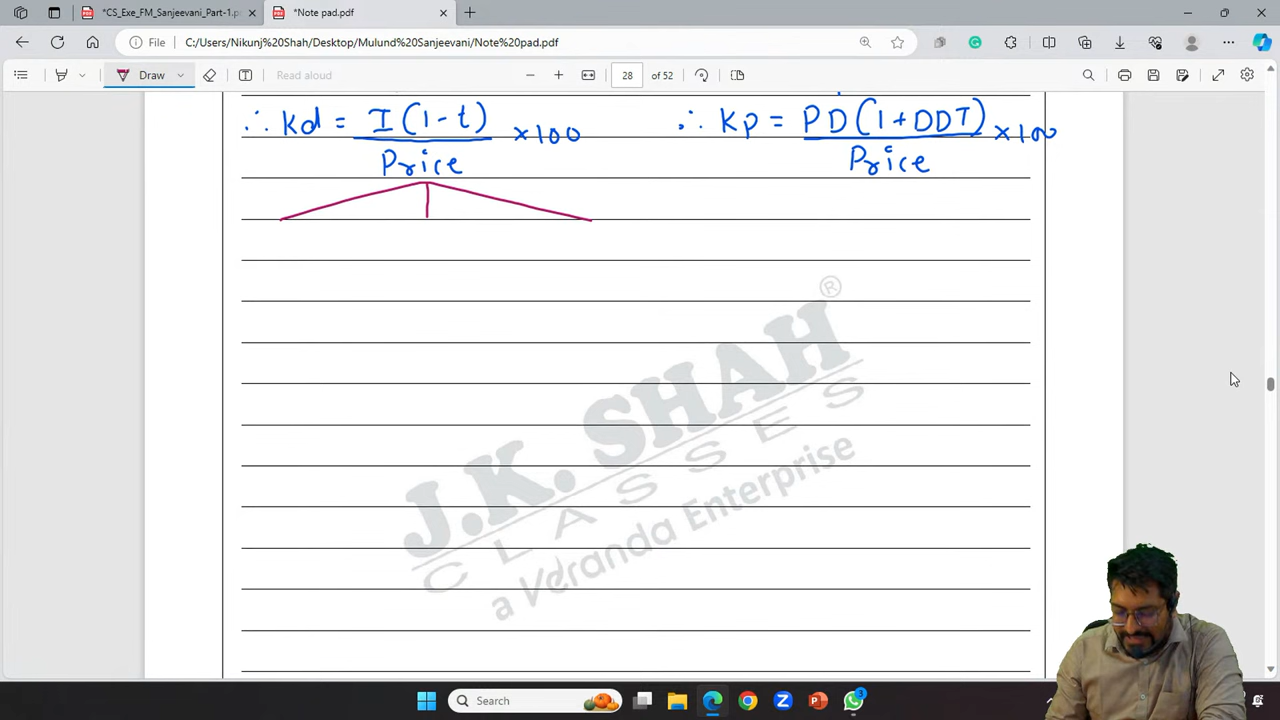 *CS_Exe_FM_Sanjeevani_Part-1.p
*Note pad.pdf
File
C:/Users/Nikunj%20Shah/Desktop/Mulund%20Sanjeevani/Note%20pad.pdf
Draw
Read aloud
28
of 52
∴ Kd = I(1-t) ×100
Price
∴ Kp = PD(1+DDT) ×100
Price
J.K. SHAH ®
CLASSES
a Veranda Enterprise
Search
3